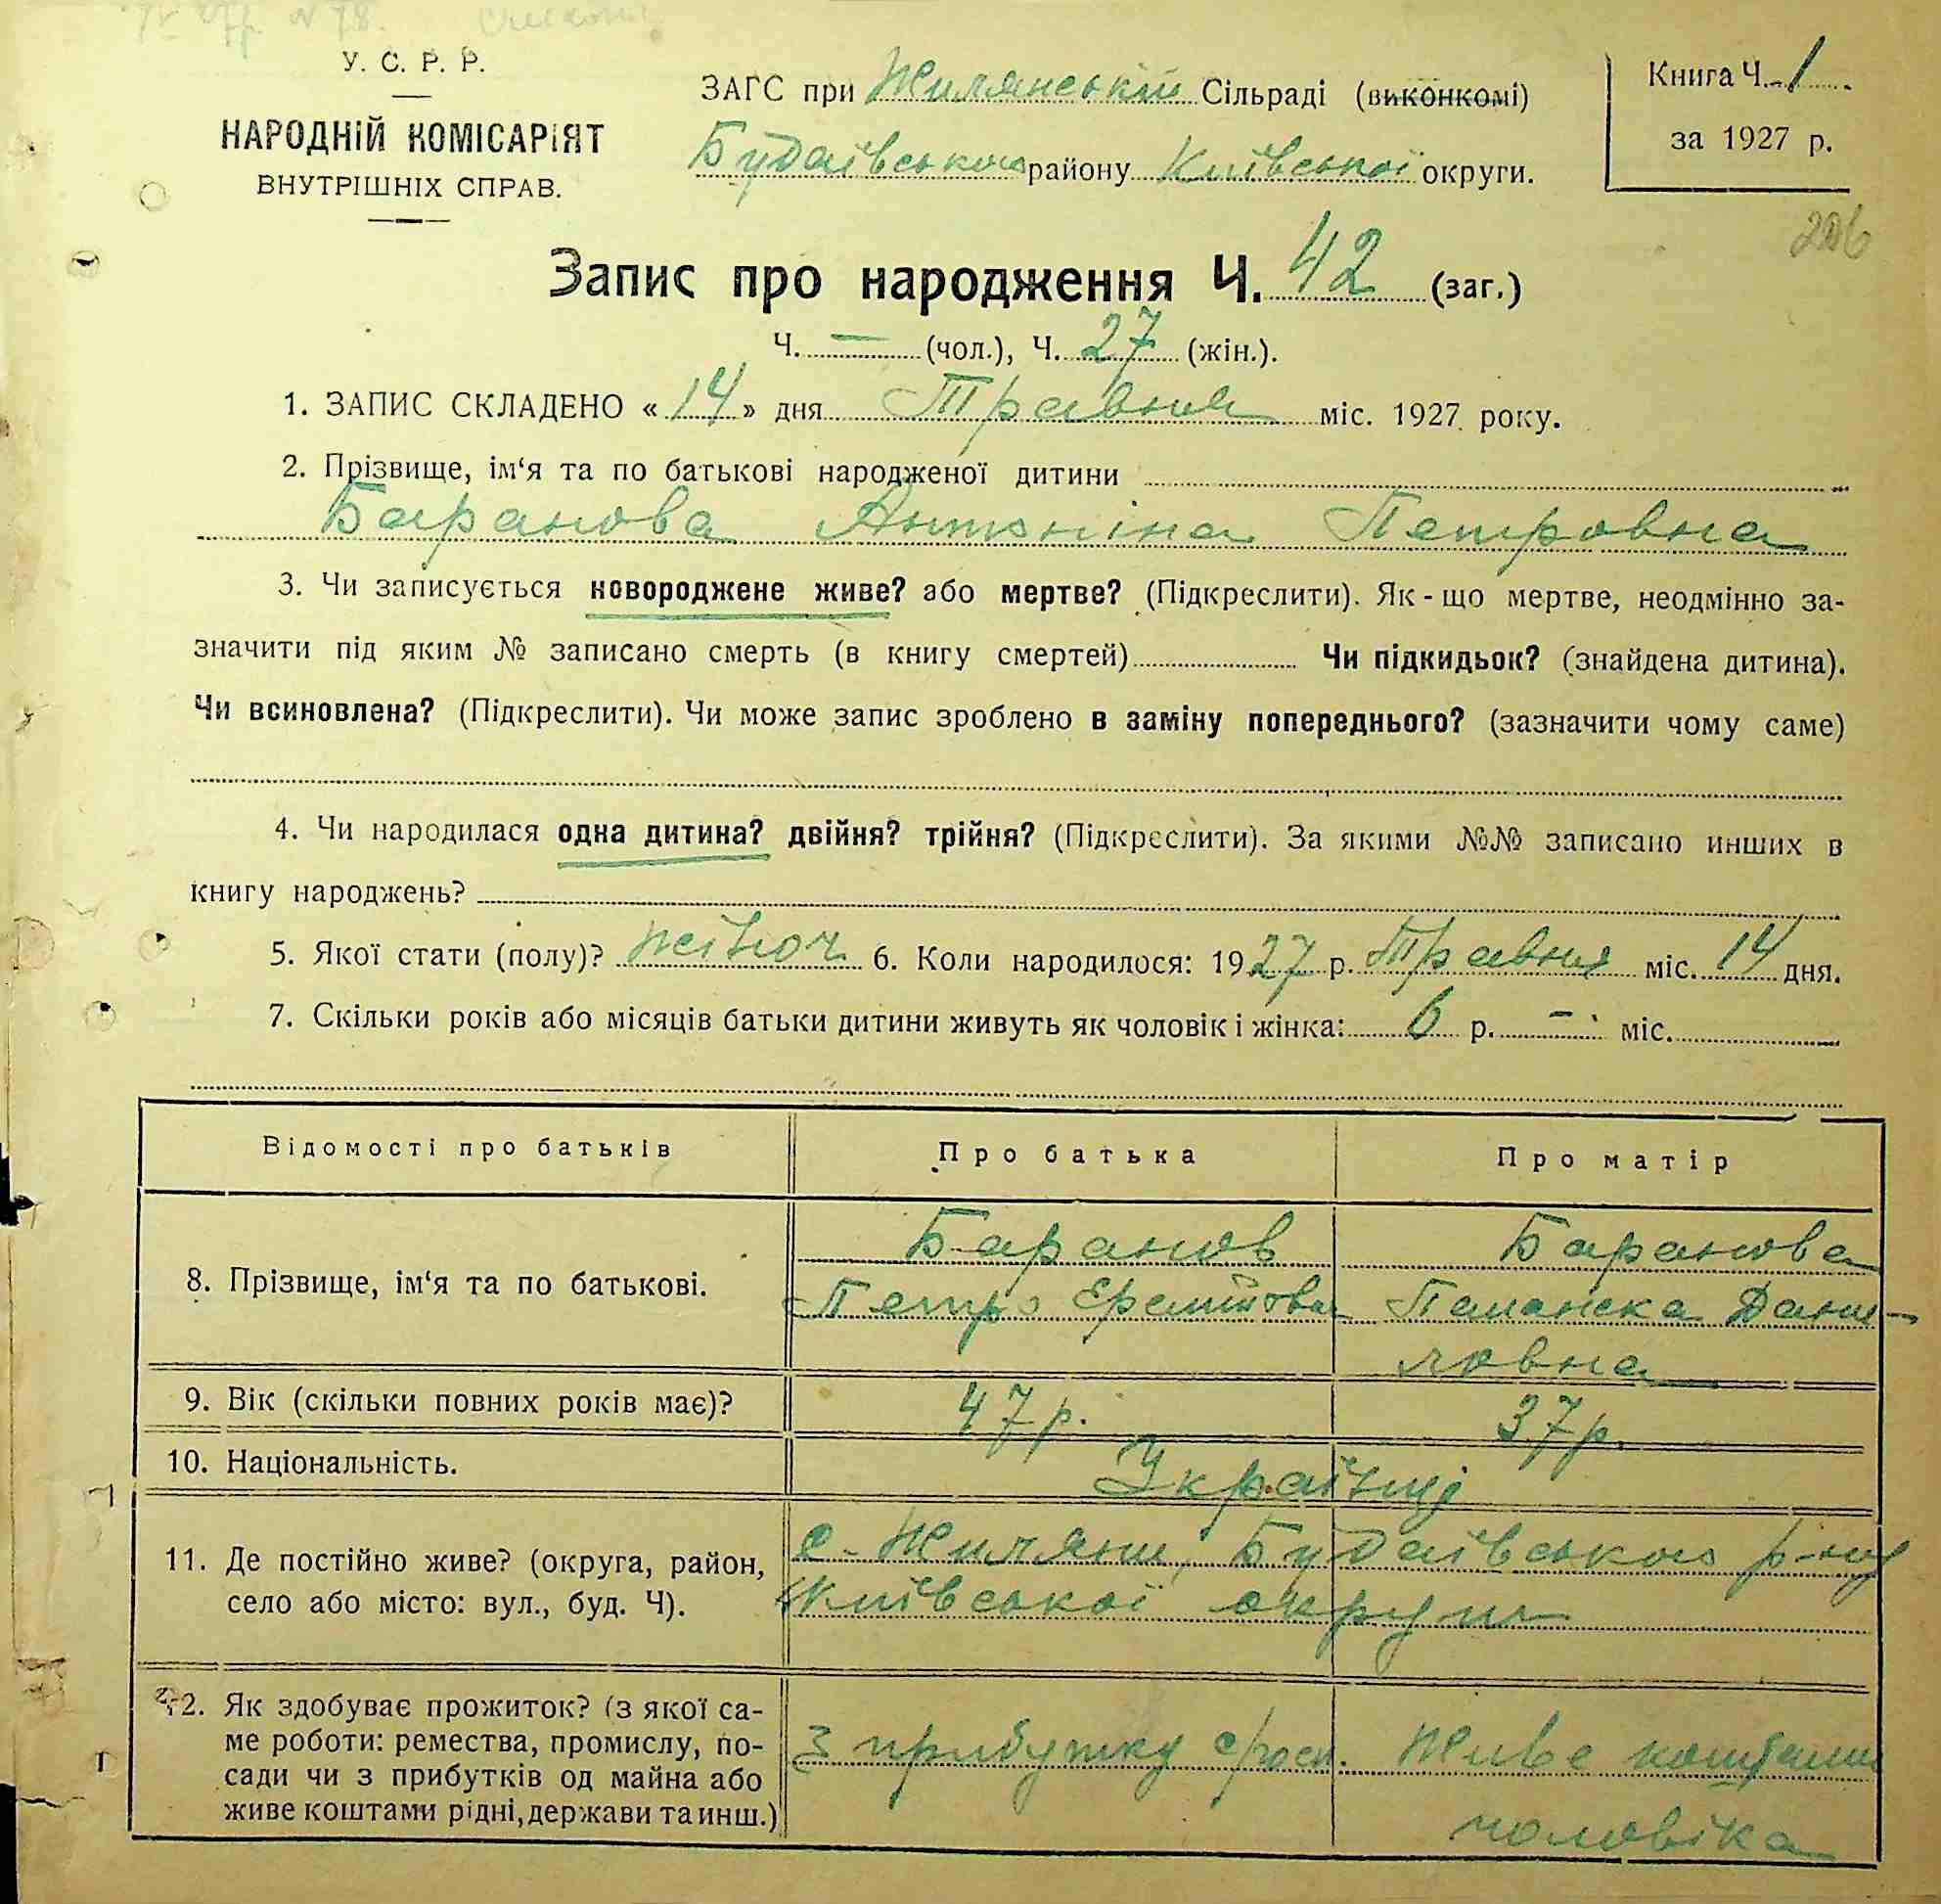 У. С. Р. Р.
НАРОДНІЙ КОМІСАРІЯТ
ВНУТРІШНІХ СПРАВ.
ЗАГС при Жилянській Сільраді (виконкомі)
Будаївського району Київської округи.
Книга Ч. 1
за 1927 р.
206
Запис про народження Ч. 42 (заг.)
Ч. — (чол.), Ч. 27 (жін.).
1. ЗАПИС СКЛАДЕНО « 14 » дня Травня міс. 1927 року.
2. Прізвище, ім‘я та по батькові народженої дитини
Баранова Антоніна Петровна
3. Чи записується новороджене живе? або мертве? (Підкреслити). Як-що мертве, неодмінно за-
значити під яким № записано смерть (в книгу смертей) Чи підкидьок? (знайдена дитина).
Чи всиновлена? (Підкреслити). Чи може запис зроблено в заміну попереднього? (зазначити чому саме)
4. Чи народилася одна дитина? двійня? трійня? (Підкреслити). За якими №№ записано инших в
книгу народжень?
5. Якої стати (полу)? жіноч 6. Коли народилося: 1927 р. Травня міс. 14 дня.
7. Скільки років або місяців батьки дитини живуть як чоловік і жінка: 6 р. — міс.
Відомості про батьків Про батька Про матір
8. Прізвище, ім‘я та по батькові.
Баранов
Петро
Баранова
Палажка Дани-
ловна
9. Вік (скільки повних років має)? 47 р. 37 р.
10. Національність. Українці
11. Де постійно живе? (округа, район,
село або місто: вул., буд. Ч).
с. Жиляни, Будаївського р-ну
Київської округи
12. Як здобуває прожиток? (з якої са-
ме роботи: ремества, промислу, по-
сади чи з прибутків од майна або
живе коштами рідні, держави та инш.)
з прибутку с/госп.
Живе коштами
чоловіка